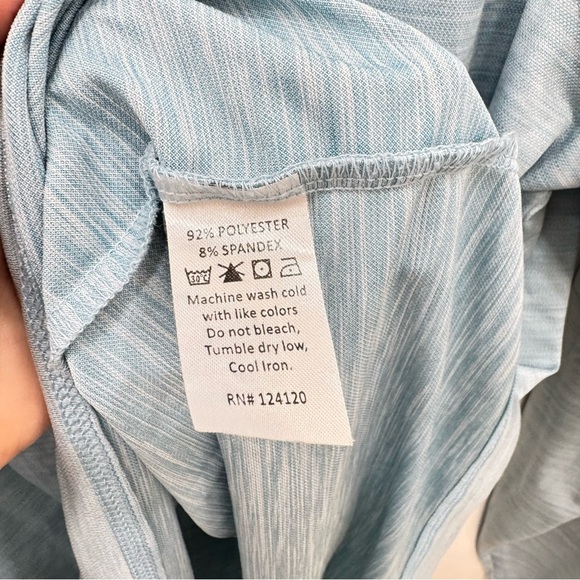 92% POLYESTER
8% SPANDEX
30°C
Machine wash cold
with like colors
Do not bleach,
Tumble dry low,
Cool Iron.
RN# 124120